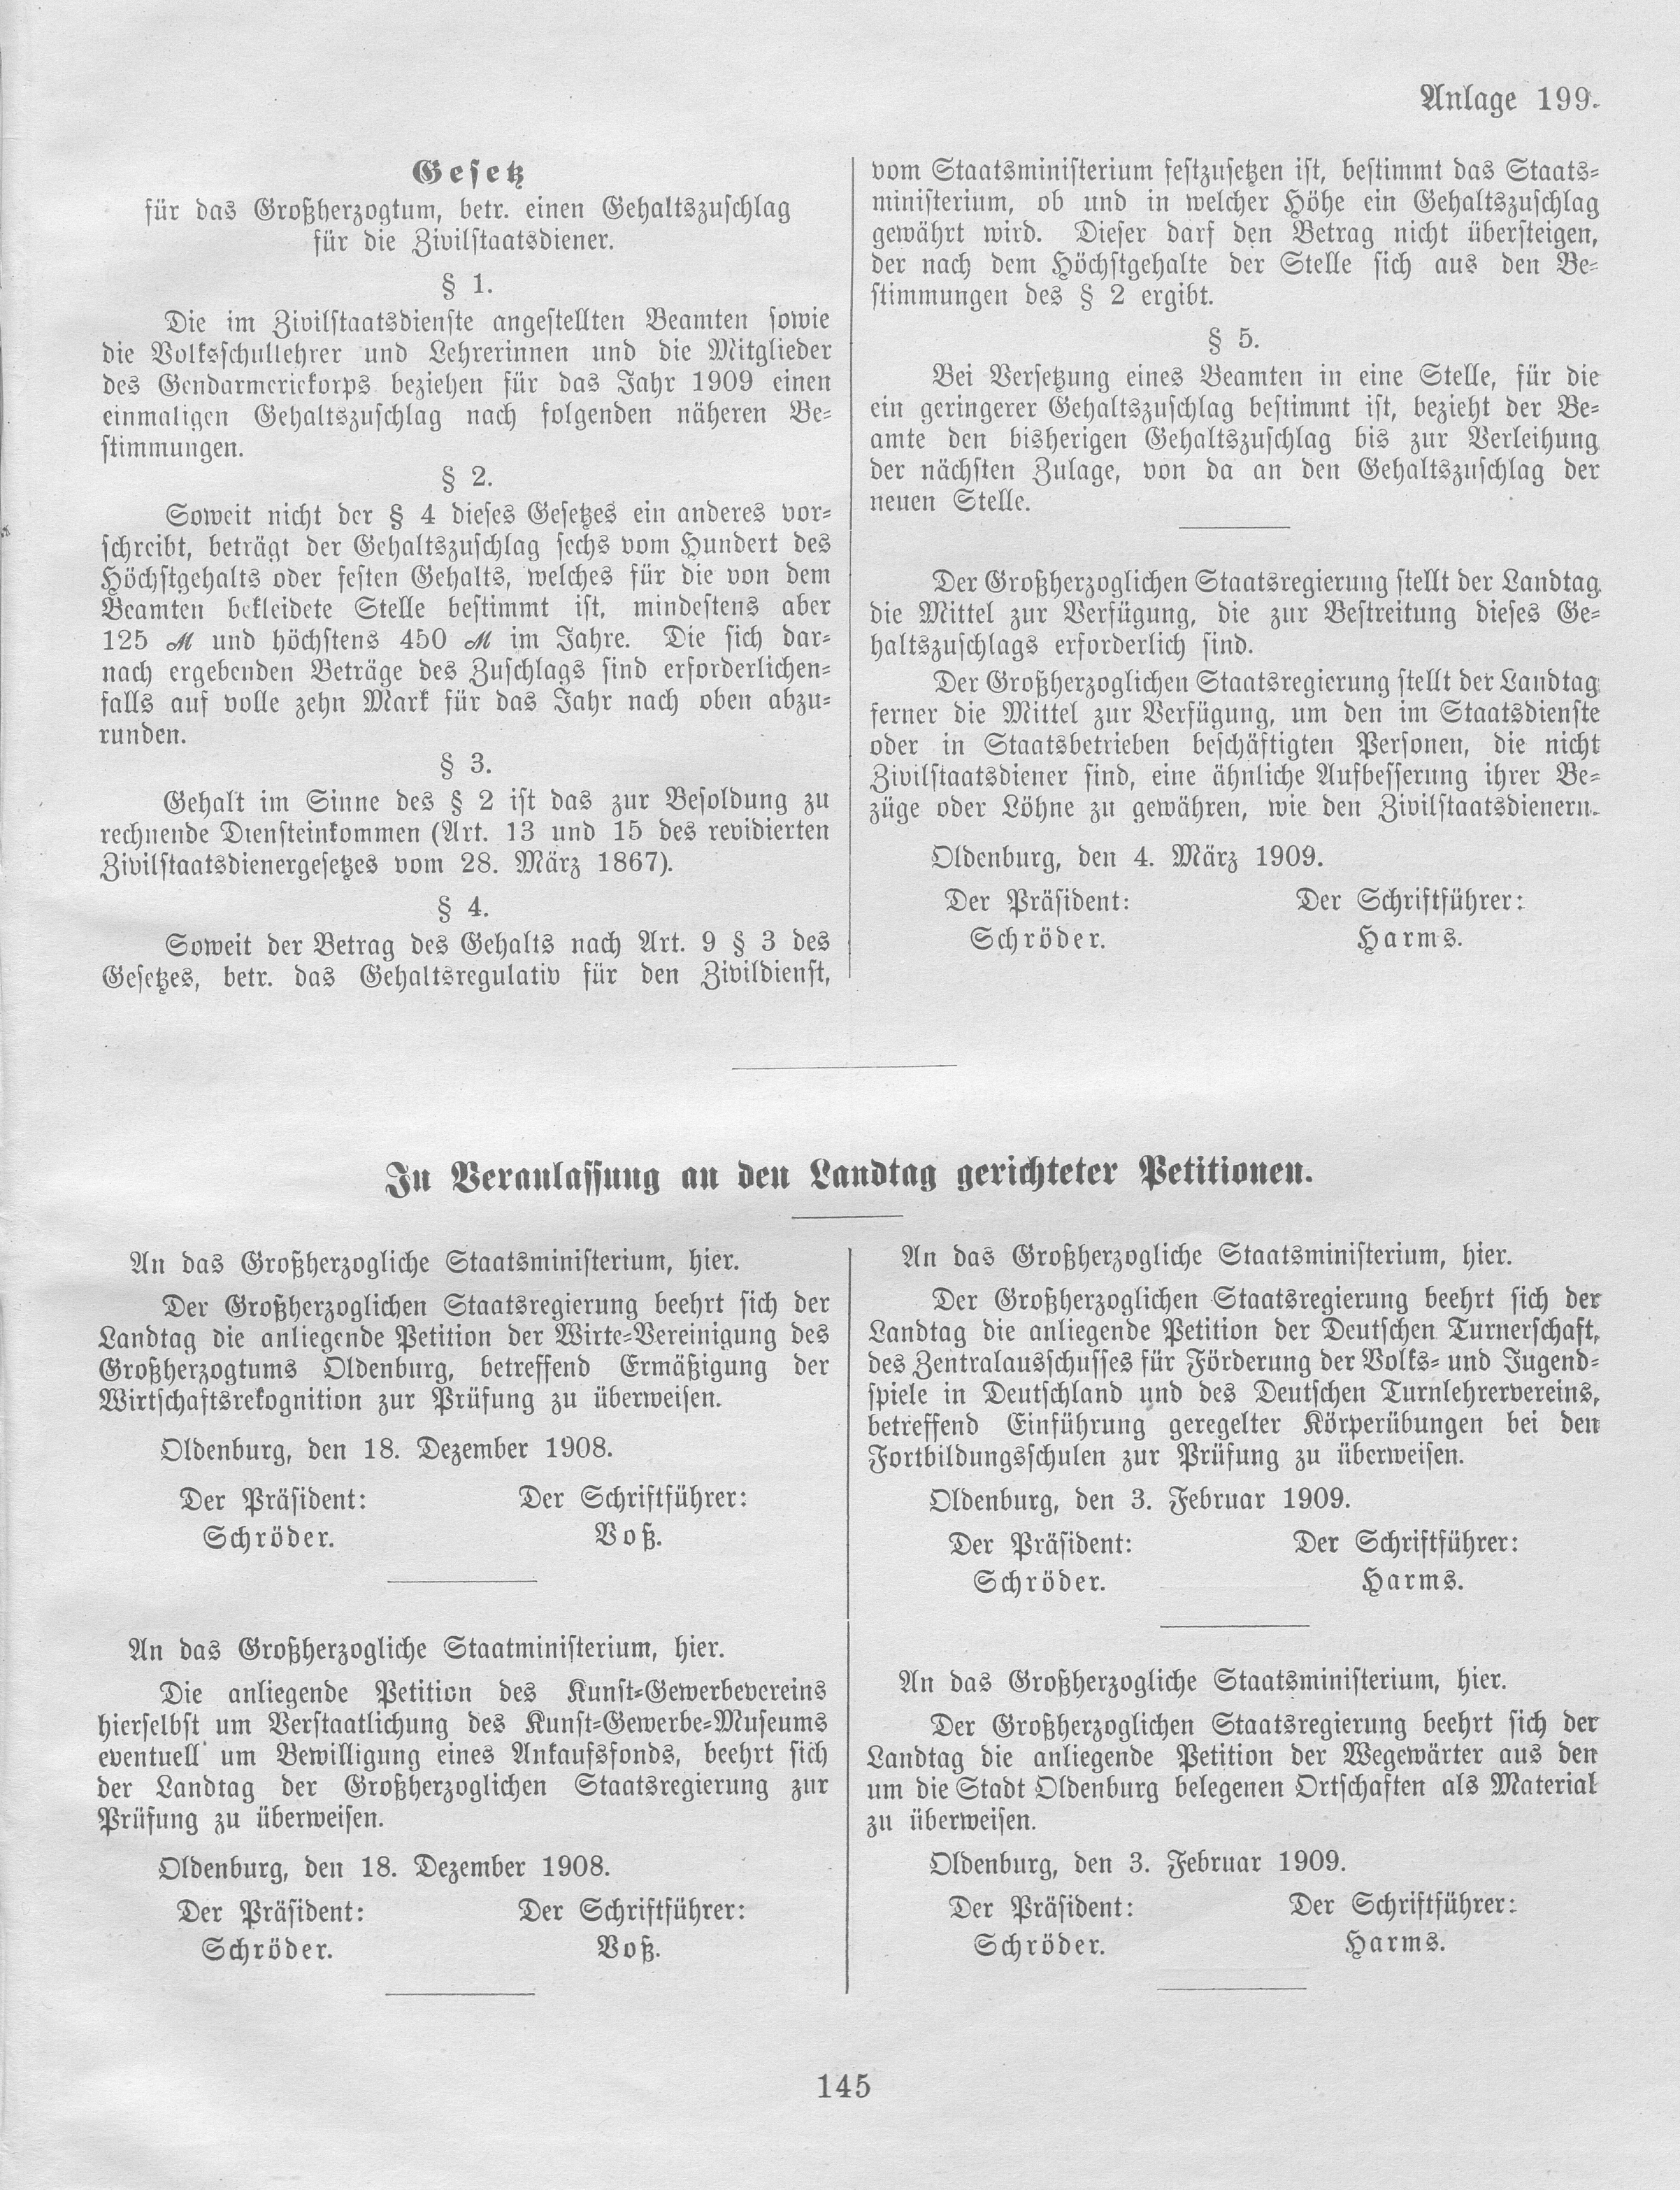 Anlage 199.
Gesetz
für das Großherzogtum, betr. einen Gehaltszuschlag
für die Zivilstaatsdiener.
§ 1.
Die im Zivilstaatsdienste angestellten Beamten sowie
die Volksschullehrer und Lehrerinnen und die Mitglieder
des Gendarmeriekorps beziehen für das Jahr 1909 einen
einmaligen Gehaltszuschlag nach folgenden näheren Be-
stimmungen.
§ 2.
Soweit nicht der § 4 dieses Gesetzes ein anderes vor-
schreibt, beträgt der Gehaltszuschlag sechs vom Hundert des
Höchstgehalts oder festen Gehalts, welches für die von dem
Beamten bekleidete Stelle bestimmt ist, mindestens aber
125 ℳ und höchstens 450 ℳ im Jahre. Die sich dar-
nach ergebenden Beträge des Zuschlags sind erforderlichen-
falls auf volle zehn Mark für das Jahr nach oben abzu-
runden.
§ 3.
Gehalt im Sinne des § 2 ist das zur Besoldung zu
rechnende Diensteinkommen (Art. 13 und 15 des revidierten
Zivilstaatsdienergesetzes vom 28. März 1867).
§ 4.
Soweit der Betrag des Gehalts nach Art. 9 § 3 des
Gesetzes, betr. das Gehaltsregulativ für den Zivildienst,
vom Staatsministerium festzusetzen ist, bestimmt das Staats-
ministerium, ob und in welcher Höhe ein Gehaltszuschlag
gewährt wird. Dieser darf den Betrag nicht übersteigen,
der nach dem Höchstgehalte der Stelle sich aus den Be-
stimmungen des § 2 ergibt.
§ 5.
Bei Versetzung eines Beamten in eine Stelle, für die
ein geringerer Gehaltszuschlag bestimmt ist, bezieht der Be-
amte den bisherigen Gehaltszuschlag bis zur Verleihung
der nächsten Zulage, von da an den Gehaltszuschlag der
neuen Stelle.
Der Großherzoglichen Staatsregierung stellt der Landtag
die Mittel zur Verfügung, die zur Bestreitung dieses Ge-
haltszuschlags erforderlich sind.
Der Großherzoglichen Staatsregierung stellt der Landtag
ferner die Mittel zur Verfügung, um den im Staatsdienste
oder in Staatsbetrieben beschäftigten Personen, die nicht
Zivilstaatsdiener sind, eine ähnliche Aufbesserung ihrer Be-
züge oder Löhne zu gewähren, wie den Zivilstaatsdienern.
Oldenburg, den 4. März 1909.
Der Präsident: Der Schriftführer:
Schröder. Harms.
In Veranlassung an den Landtag gerichteter Petitionen.
An das Großherzogliche Staatsministerium, hier.
Der Großherzoglichen Staatsregierung beehrt sich der
Landtag die anliegende Petition der Wirte-Vereinigung des
Großherzogtums Oldenburg, betreffend Ermäßigung der
Wirtschaftsrekognition zur Prüfung zu überweisen.
Oldenburg, den 18. Dezember 1908.
Der Präsident: Der Schriftführer:
Schröder. Voß.
An das Großherzogliche Staatministerium, hier.
Die anliegende Petition des Kunst-Gewerbevereins
hierselbst um Verstaatlichung des Kunst-Gewerbe-Museums
eventuell um Bewilligung eines Ankaufsfonds, beehrt sich
der Landtag der Großherzoglichen Staatsregierung zur
Prüfung zu überweisen.
Oldenburg, den 18. Dezember 1908.
Der Präsident: Der Schriftführer:
Schröder. Voß.
An das Großherzogliche Staatsministerium, hier.
Der Großherzoglichen Staatsregierung beehrt sich der
Landtag die anliegende Petition der Deutschen Turnerschaft,
des Zentralausschusses für Förderung der Volks- und Jugend-
spiele in Deutschland und des Deutschen Turnlehrervereins,
betreffend Einführung geregelter Körperübungen bei den
Fortbildungsschulen zur Prüfung zu überweisen.
Oldenburg, den 3. Februar 1909.
Der Präsident: Der Schriftführer:
Schröder. Harms.
An das Großherzogliche Staatsministerium, hier.
Der Großherzoglichen Staatsregierung beehrt sich der
Landtag die anliegende Petition der Wegewärter aus den
um die Stadt Oldenburg belegenen Ortschaften als Material
zu überweisen.
Oldenburg, den 3. Februar 1909.
Der Präsident: Der Schriftführer:
Schröder. Harms.
145